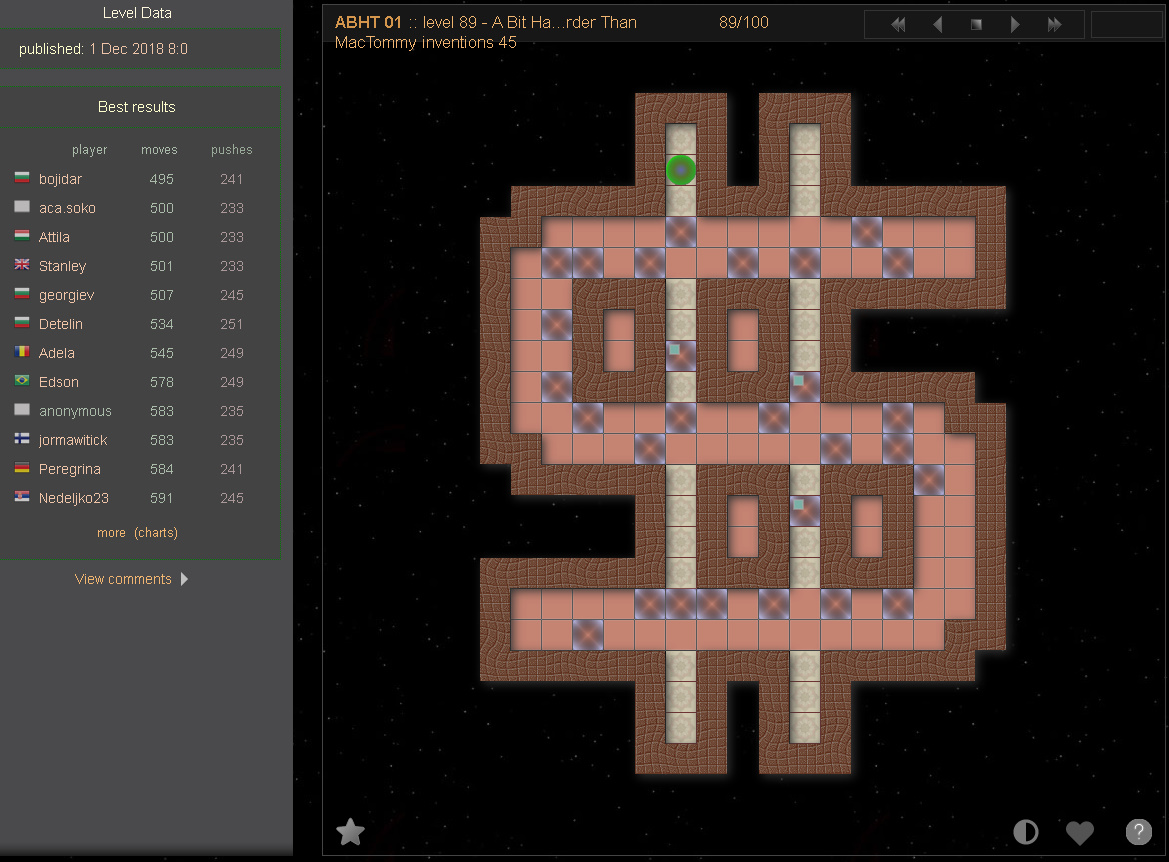 Level Data
published: 1 Dec 2018 8:0
Best results
player moves pushes
bojidar 495 241
aca.soko 500 233
Attila 500 233
Stanley 501 233
georgiev 507 245
Detelin 534 251
Adela 545 249
Edson 578 249
anonymous 583 235
jormawitick 583 235
Peregrina 584 241
Nedeljko23 591 245
more (charts)
View comments
ABHT 01 :: level 89 - A Bit Ha...rder Than 89/100
MacTommy inventions 45
?